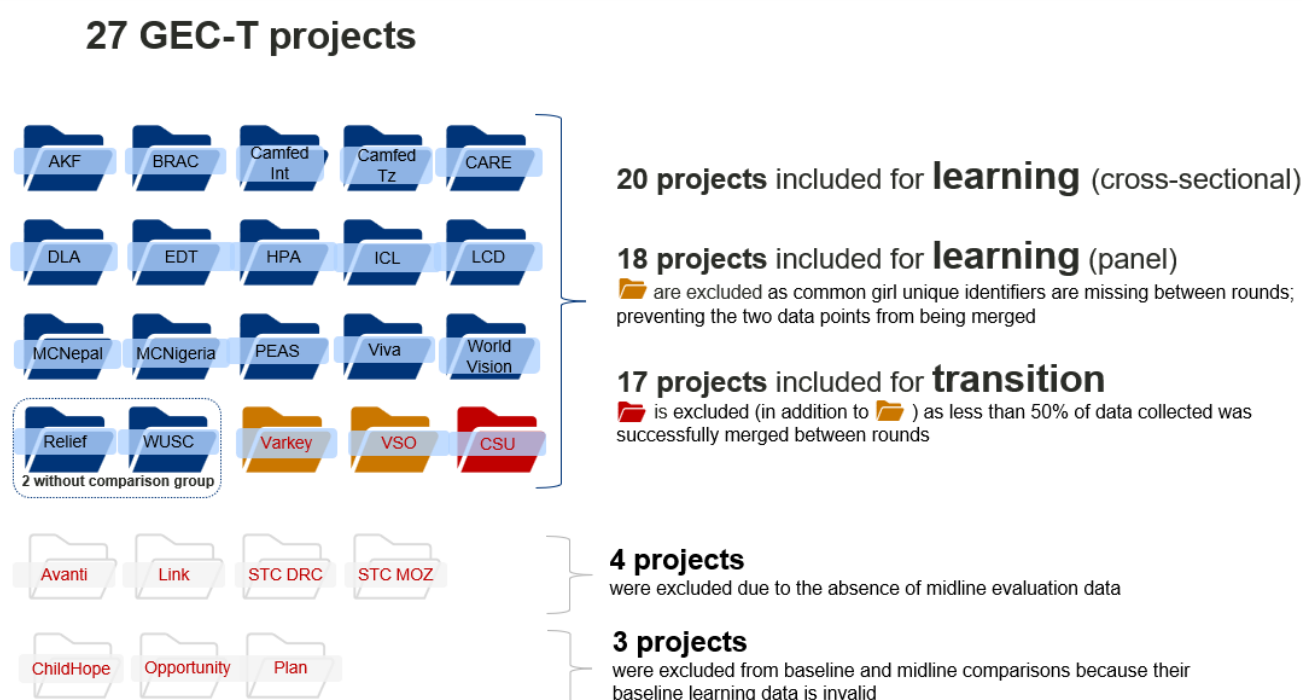 27 GEC-T projects
AKF
BRAC
Camfed
Int
Camfed
Tz
CARE
DLA
EDT
HPA
ICL
LCD
MCNepal
MCNigeria
PEAS
Viva
World
Vision
Relief
WUSC
Varkey
VSO
CSU
2 without comparison group
20 projects included for learning (cross-sectional)
18 projects included for learning (panel)
are excluded as common girl unique identifiers are missing between rounds;
preventing the two data points from being merged
17 projects included for transition
is excluded (in addition to ) as less than 50% of data collected was
successfully merged between rounds
Avanti
Link
STC DRC
STC MOZ
4 projects
were excluded due to the absence of midline evaluation data
ChildHope
Opportunity
Plan
3 projects
were excluded from baseline and midline comparisons because their
baseline learning data is invalid